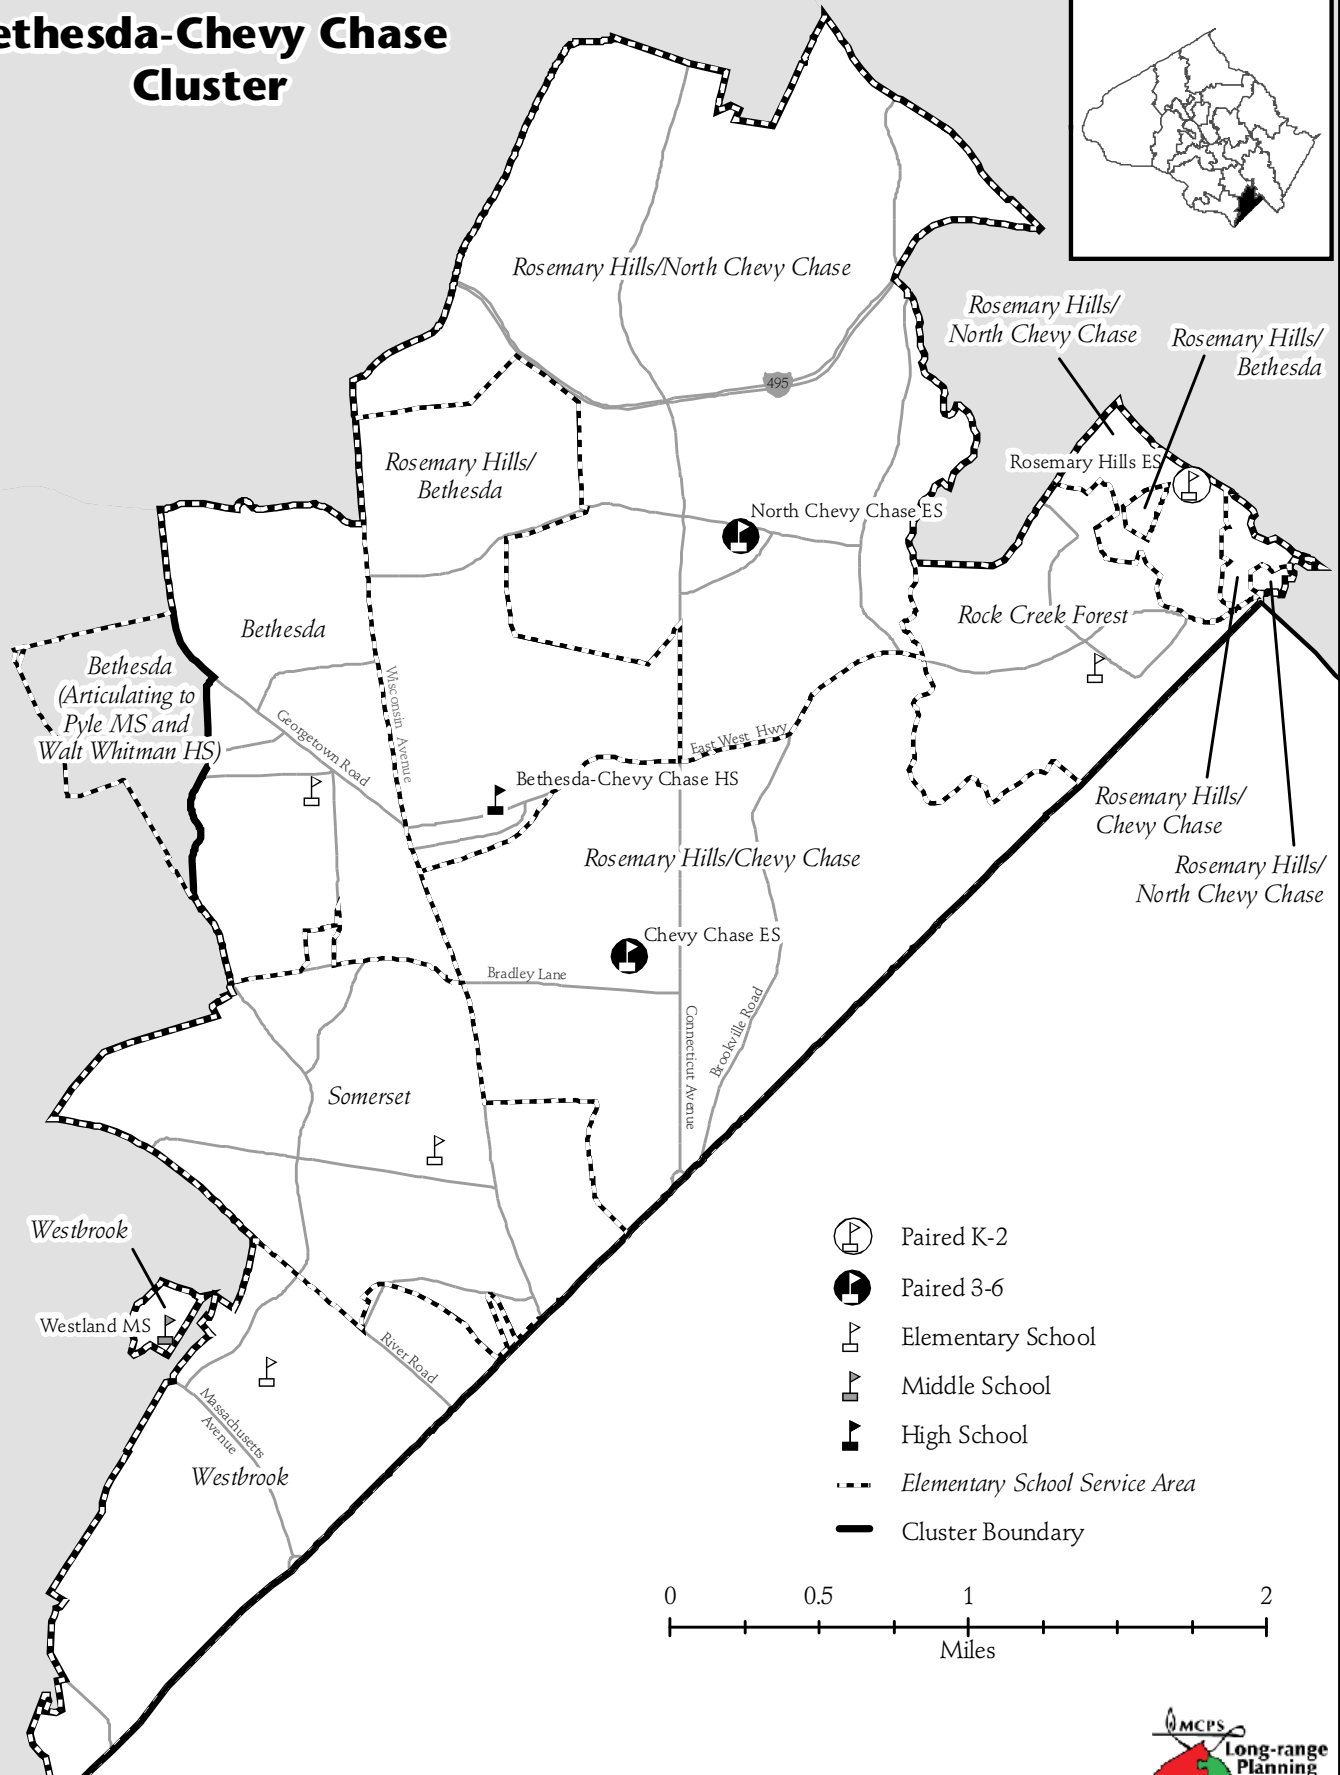 ethesda-Chevy Chase
Cluster
Rosemary Hills/North Chevy Chase
495
Rosemary Hills/
North Chevy Chase
Rosemary Hills/
Bethesda
Rosemary Hills ES
Rosemary Hills/
Bethesda
North Chevy Chase ES
Rock Creek Forest
Bethesda
Bethesda
(Articulating to
Pyle MS and
Walt Whitman HS)
Georgetown Road
Wisconsin Avenue
East West Hwy
Bethesda-Chevy Chase HS
Rosemary Hills/
Chevy Chase
Rosemary Hills/
North Chevy Chase
Rosemary Hills/Chevy Chase
Chevy Chase ES
Bradley Lane
Connecticut Avenue
Brookville Road
Somerset
Westbrook
Westland MS
River Road
Massachusetts
Avenue
Westbrook
Paired K-2
Paired 3-6
Elementary School
Middle School
High School
Elementary School Service Area
Cluster Boundary
0 0.5 1 2
Miles
MCPS
Long-range
Planning